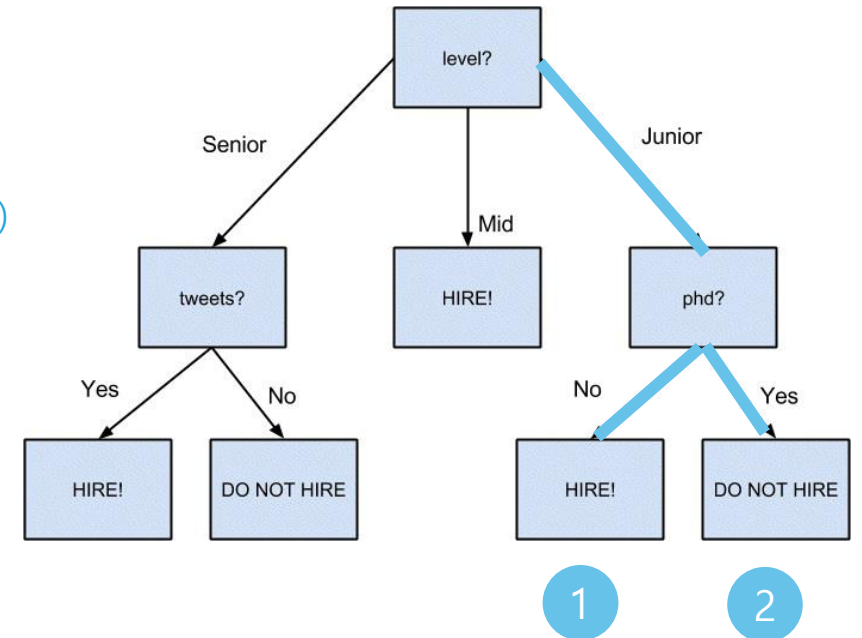 level?
Senior
Junior
Mid
tweets?
HIRE!
phd?
Yes
No
No
Yes
HIRE!
DO NOT HIRE
HIRE!
DO NOT HIRE
1
2